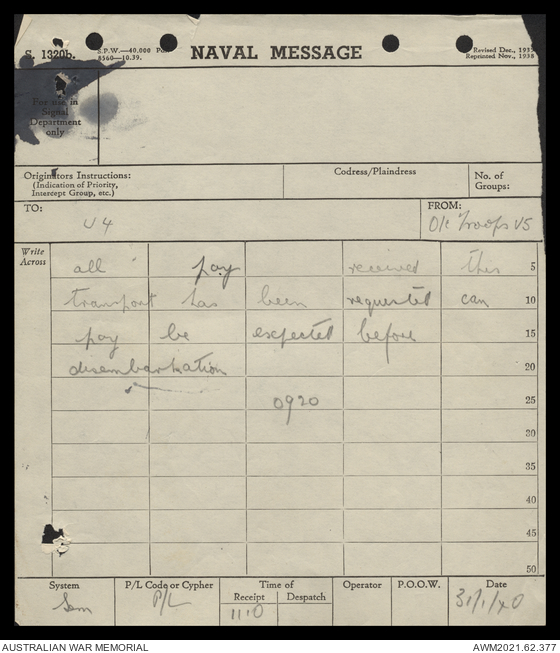 S. 1320b.
S.P.W.—40,000
8560—10.39.
NAVAL MESSAGE
Revised Dec., 1935
Reprinted Nov., 1938
For use in
Signal
Department
only
Originators Instructions:
(Indication of Priority,
Intercept Group, etc.)
Codress/Plaindress
No. of
Groups:
TO:
U4
FROM:
O/c Troops U5
Write
Across
all pay received this 5
transport has been requested can 10
pay be expected before 15
disembarkation 20
0920 25
30
35
40
45
50
System
P/L Code or Cypher
Time of
Receipt
Despatch
Operator
P.O.O.W.
Date
Sem
P/L
1110
31/1/40
AUSTRALIAN WAR MEMORIAL
AWM2021.62.377